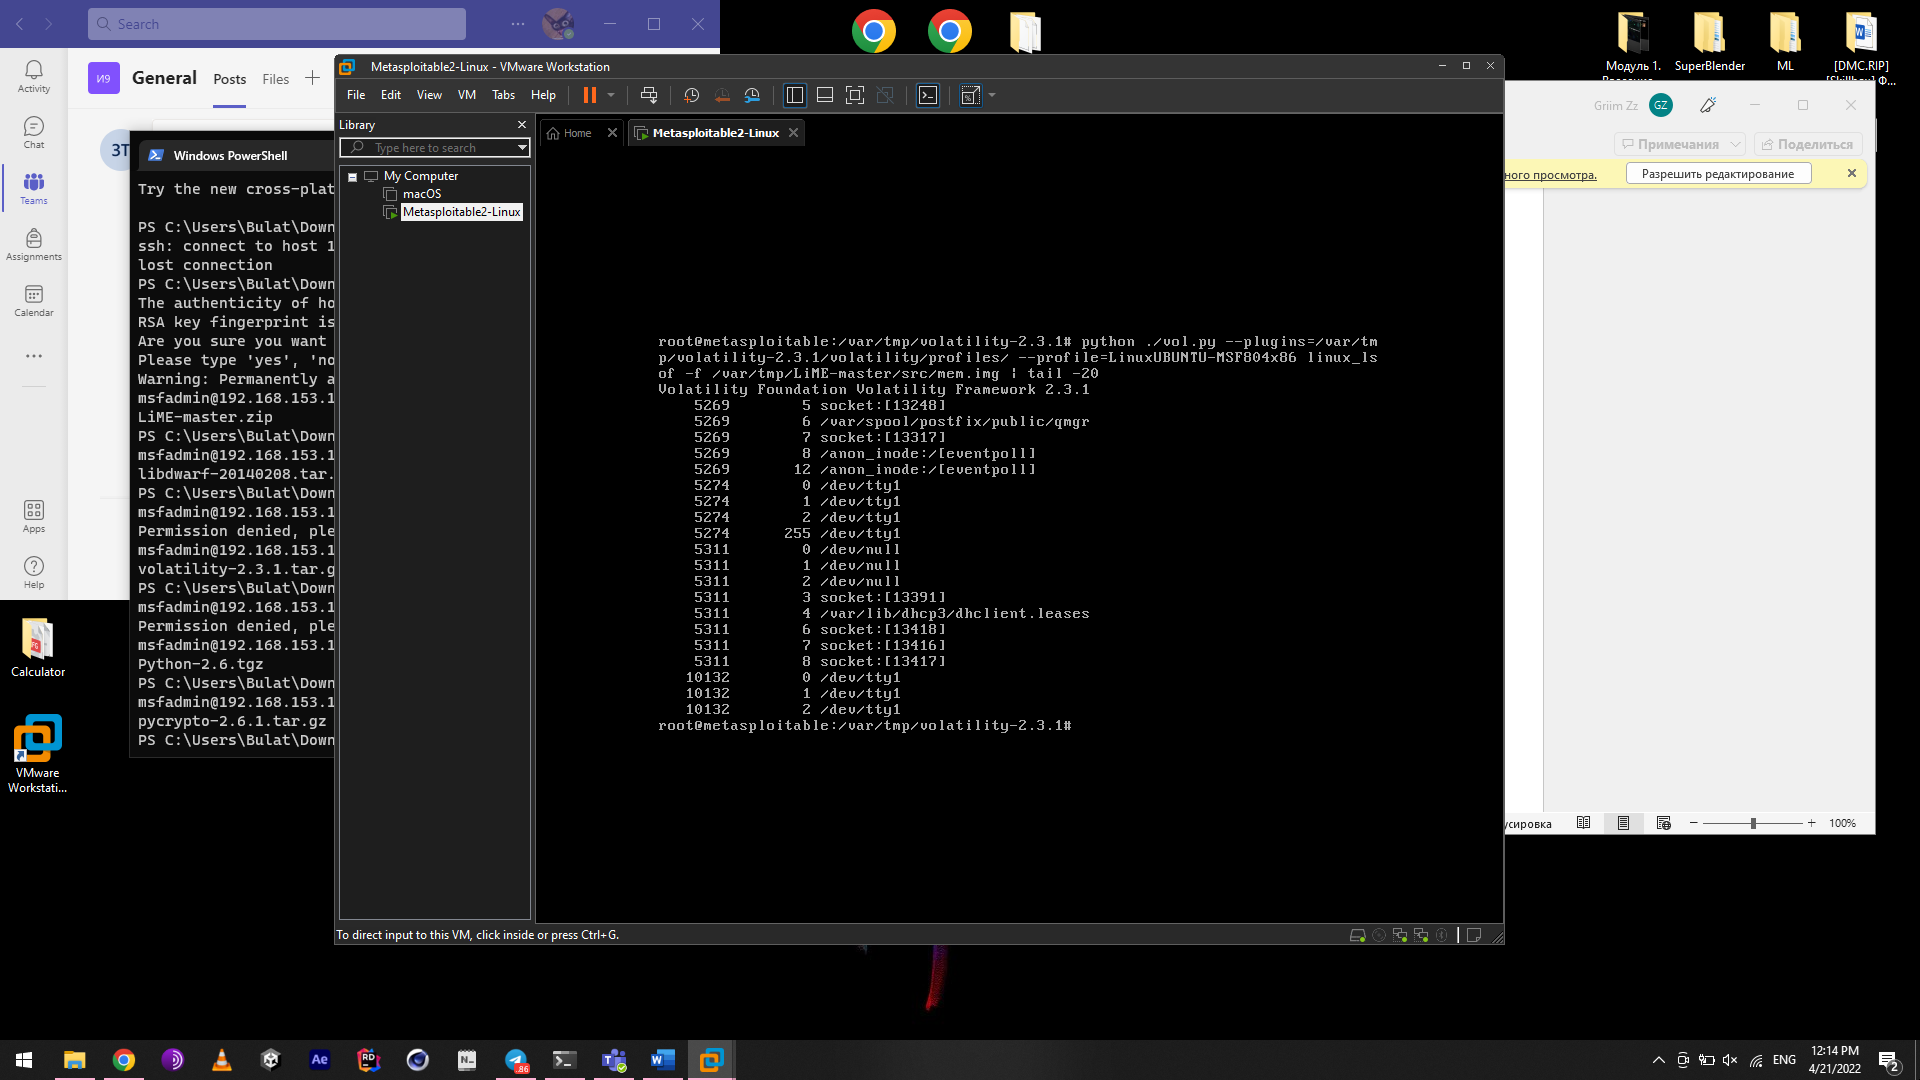 Search
Activity
Chat
Teams
Assignments
Calendar
Apps
Help
И9
General
Posts
Files
ЗТ
Windows PowerShell
Try the new cross-plat
PS C:\Users\Bulat\Down
ssh: connect to host 1
lost connection
PS C:\Users\Bulat\Down
The authenticity of ho
RSA key fingerprint is
Are you sure you want
Please type 'yes', 'no
Warning: Permanently a
msfadmin@192.168.153.1
LiME-master.zip
PS C:\Users\Bulat\Down
msfadmin@192.168.153.1
libdwarf-20140208.tar.
PS C:\Users\Bulat\Down
msfadmin@192.168.153.1
Permission denied, ple
msfadmin@192.168.153.1
volatility-2.3.1.tar.g
PS C:\Users\Bulat\Down
msfadmin@192.168.153.1
Permission denied, ple
msfadmin@192.168.153.1
Python-2.6.tgz
PS C:\Users\Bulat\Down
msfadmin@192.168.153.1
pycrypto-2.6.1.tar.gz
PS C:\Users\Bulat\Down
Calculator
VMware
Workstati...
Metasploitable2-Linux - VMware Workstation
File Edit View VM Tabs Help
Library
Type here to search
My Computer
macOS
Metasploitable2-Linux
Home
Metasploitable2-Linux
root@metasploitable:/var/tmp/volatility-2.3.1# python ./vol.py --plugins=/var/tm
p/volatility-2.3.1/volatility/profiles/ --profile=LinuxUBUNTU-MSF804x86 linux_ls
of -f /var/tmp/LiME-master/src/mem.img | tail -20
Volatility Foundation Volatility Framework 2.3.1
5269 5 socket:[13248]
5269 6 /var/spool/postfix/public/qmgr
5269 7 socket:[13317]
5269 8 /anon_inode:/[eventpoll]
5269 12 /anon_inode:/[eventpoll]
5274 0 /dev/tty1
5274 1 /dev/tty1
5274 2 /dev/tty1
5274 255 /dev/tty1
5311 0 /dev/null
5311 1 /dev/null
5311 2 /dev/null
5311 3 socket:[13391]
5311 4 /var/lib/dhcp3/dhclient.leases
5311 6 socket:[13418]
5311 7 socket:[13416]
5311 8 socket:[13417]
10132 0 /dev/tty1
10132 1 /dev/tty1
10132 2 /dev/tty1
root@metasploitable:/var/tmp/volatility-2.3.1#
To direct input to this VM, click inside or press Ctrl+G.
Модуль 1.
SuperBlender
ML
[DMC.RIP]
Griim Zz
GZ
Примечания
Поделиться
ного просмотра.
Разрешить редактирование
усировка
100%
Ae
RD
N
86
ENG
12:14 PM
4/21/2022
2